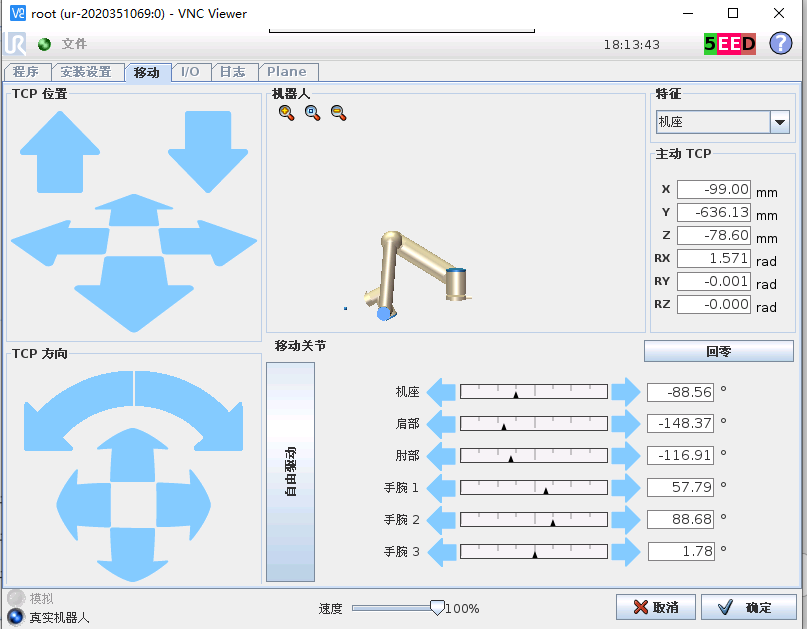 root (ur-2020351069:0) - VNC Viewer
文件
18:13:43
5EED
?
程序 安装设置 移动 I/O 日志 Plane
TCP 位置
机器人
特征
机座
主动 TCP
X -99.00 mm
Y -636.13 mm
Z -78.60 mm
RX 1.571 rad
RY -0.001 rad
RZ -0.000 rad
TCP 方向
移动关节
回零
自由驱动
机座 -88.56 °
肩部 -148.37 °
肘部 -116.91 °
手腕 1 57.79 °
手腕 2 88.68 °
手腕 3 1.78 °
模拟
真实机器人
速度 100%
取消
确定